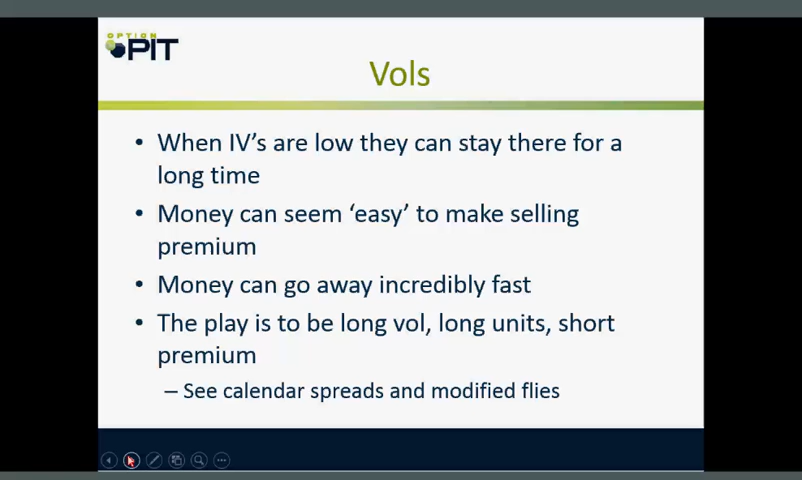 OPTION
PIT
Vols
• When IV's are low they can stay there for a
long time
• Money can seem 'easy' to make selling
premium
• Money can go away incredibly fast
• The play is to be long vol, long units, short
premium
– See calendar spreads and modified flies